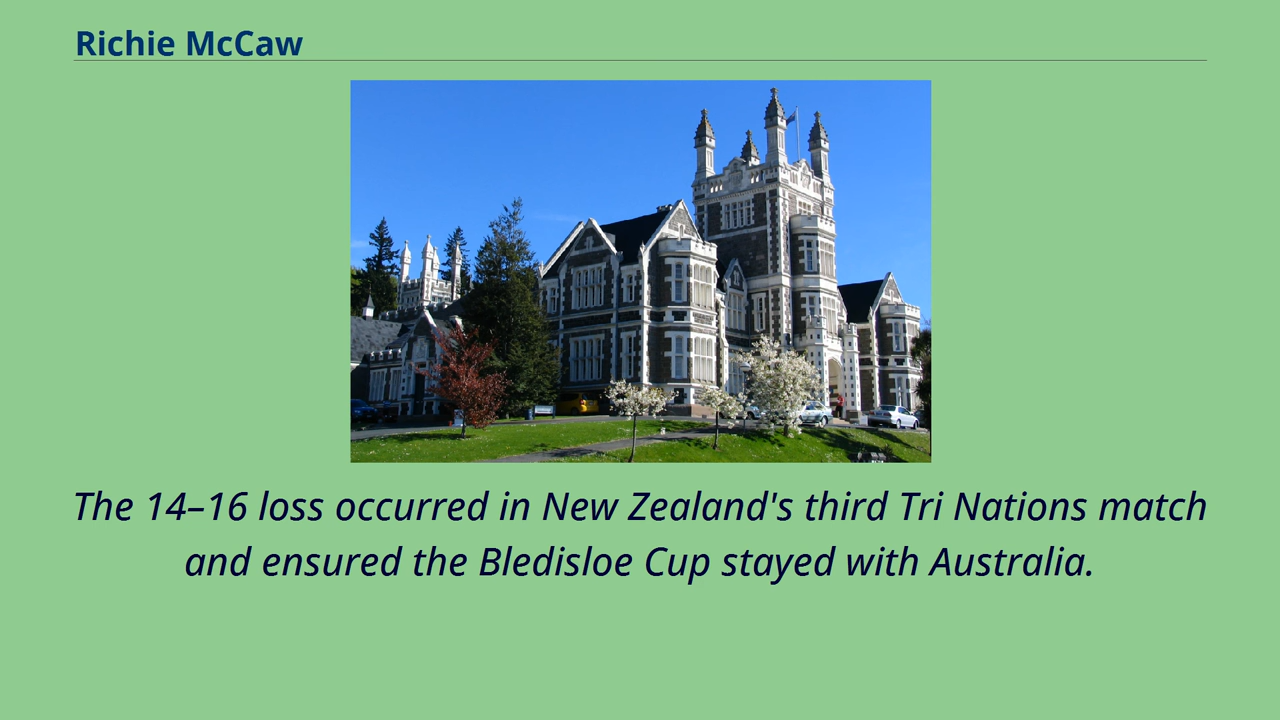 Richie McCaw
The 14–16 loss occurred in New Zealand's third Tri Nations match
and ensured the Bledisloe Cup stayed with Australia.